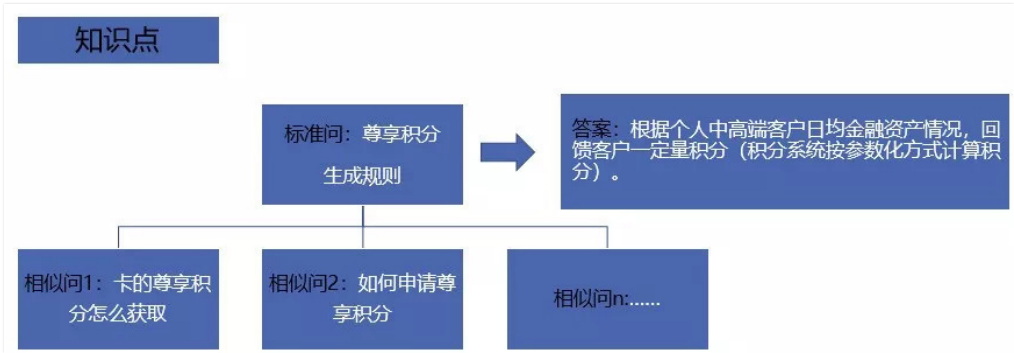 知识点
标准问：尊享积分
生成规则
答案：根据个人中高端客户日均金融资产情况，回
馈客户一定量积分（积分系统按参数化方式计算积
分）。
相似问1：卡的尊享积
分怎么获取
相似问2：如何申请尊
享积分
相似问n:......